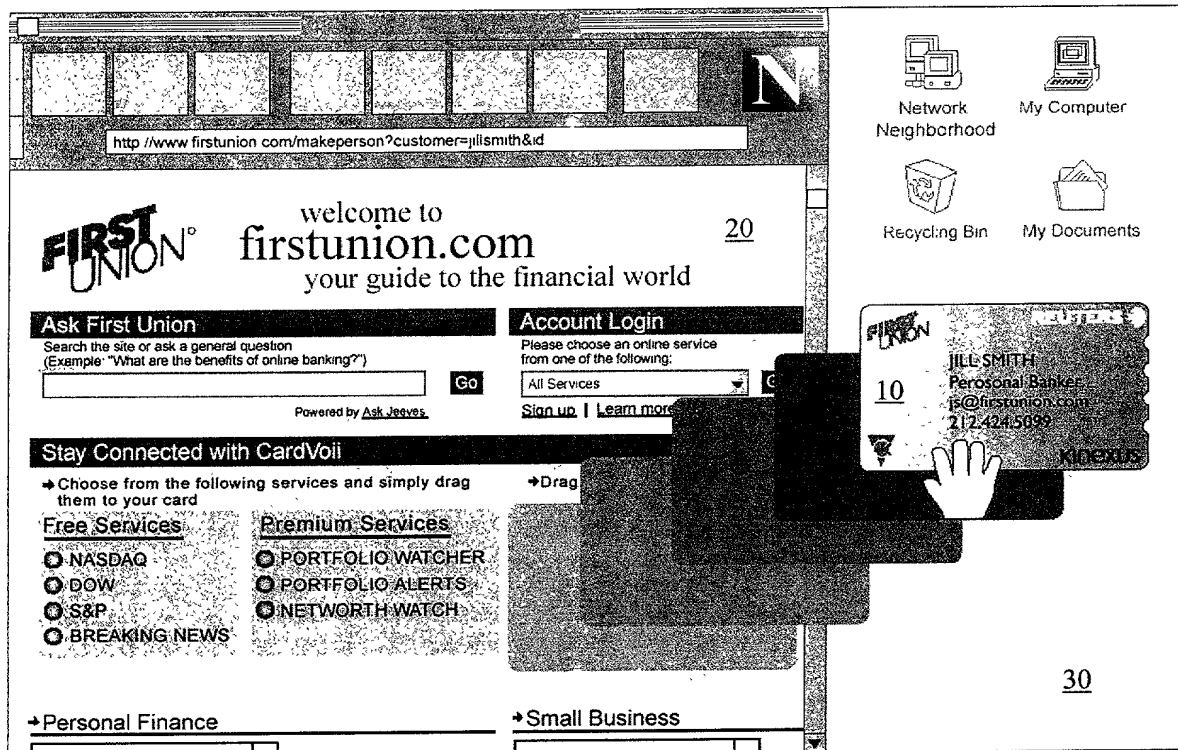 N
http //www firstunion com/makeperson?customer=jillsmith&id
Network
Neighborhood
My Computer
Recycling Bin
My Documents
FIRST
UNION
welcome to
firstunion.com
your guide to the financial world
20
Ask First Union
Search the site or ask a general question
(Example: "What are the benefits of online banking?")
Go
Powered by Ask Jeeves
Account Login
Please choose an online service
from one of the following:
All Services
G
Sign up | Learn more
FIRST
UNION
REUTERS
10
JILL SMITH
Perosonal Banker
js@firstunion.com
212.424.5099
kinexus
Stay Connected with CardVoii
Choose from the following services and simply drag
them to your card
Drag
Free Services
NASDAQ
DOW
S&P
BREAKING NEWS
Premium Services
PORTFOLIO WATCHER
PORTFOLIO ALERTS
NETWORTH WATCH
30
Personal Finance
Small Business